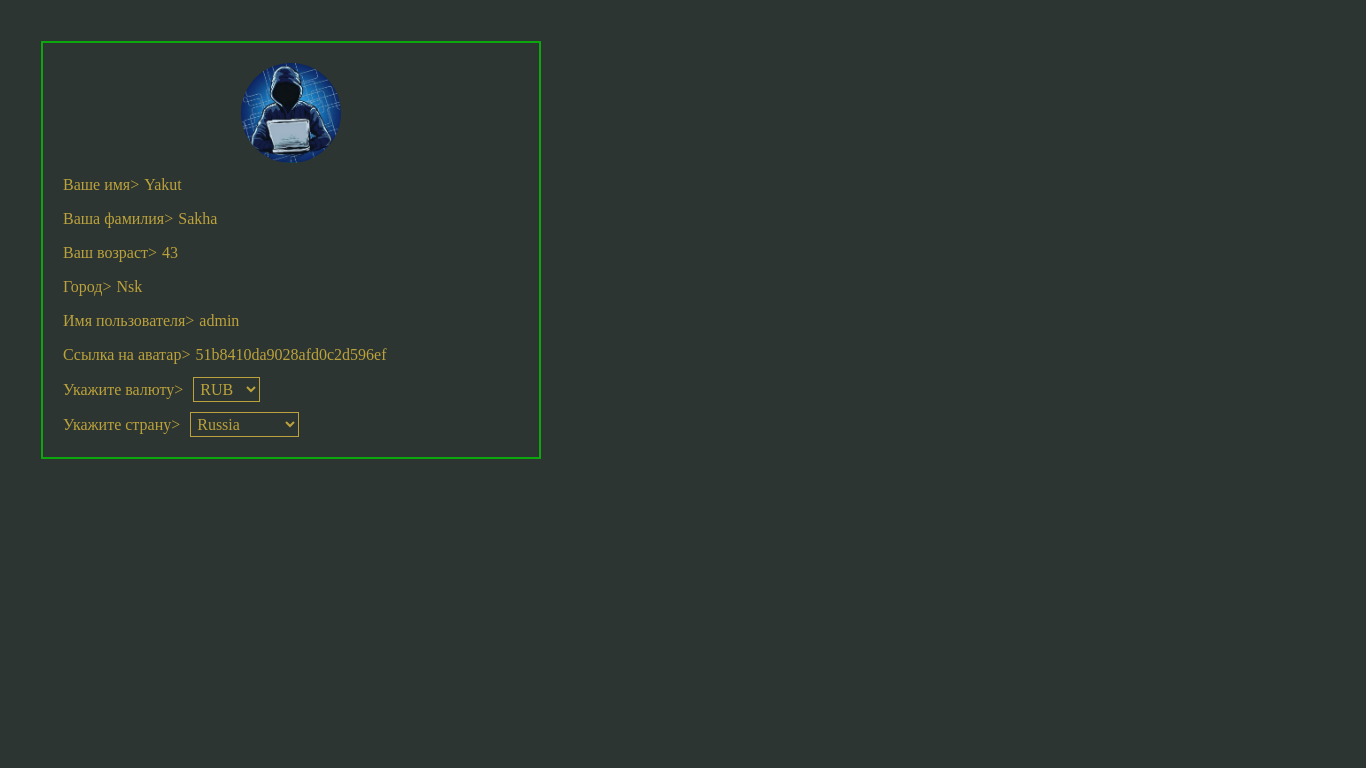 Ваше имя> Yakut
Ваша фамилия> Sakha
Ваш возраст> 43
Город> Nsk
Имя пользователя> admin
Ссылка на аватар> 51b8410da9028afd0c2d596ef
Укажите валюту> RUB
Укажите страну> Russia